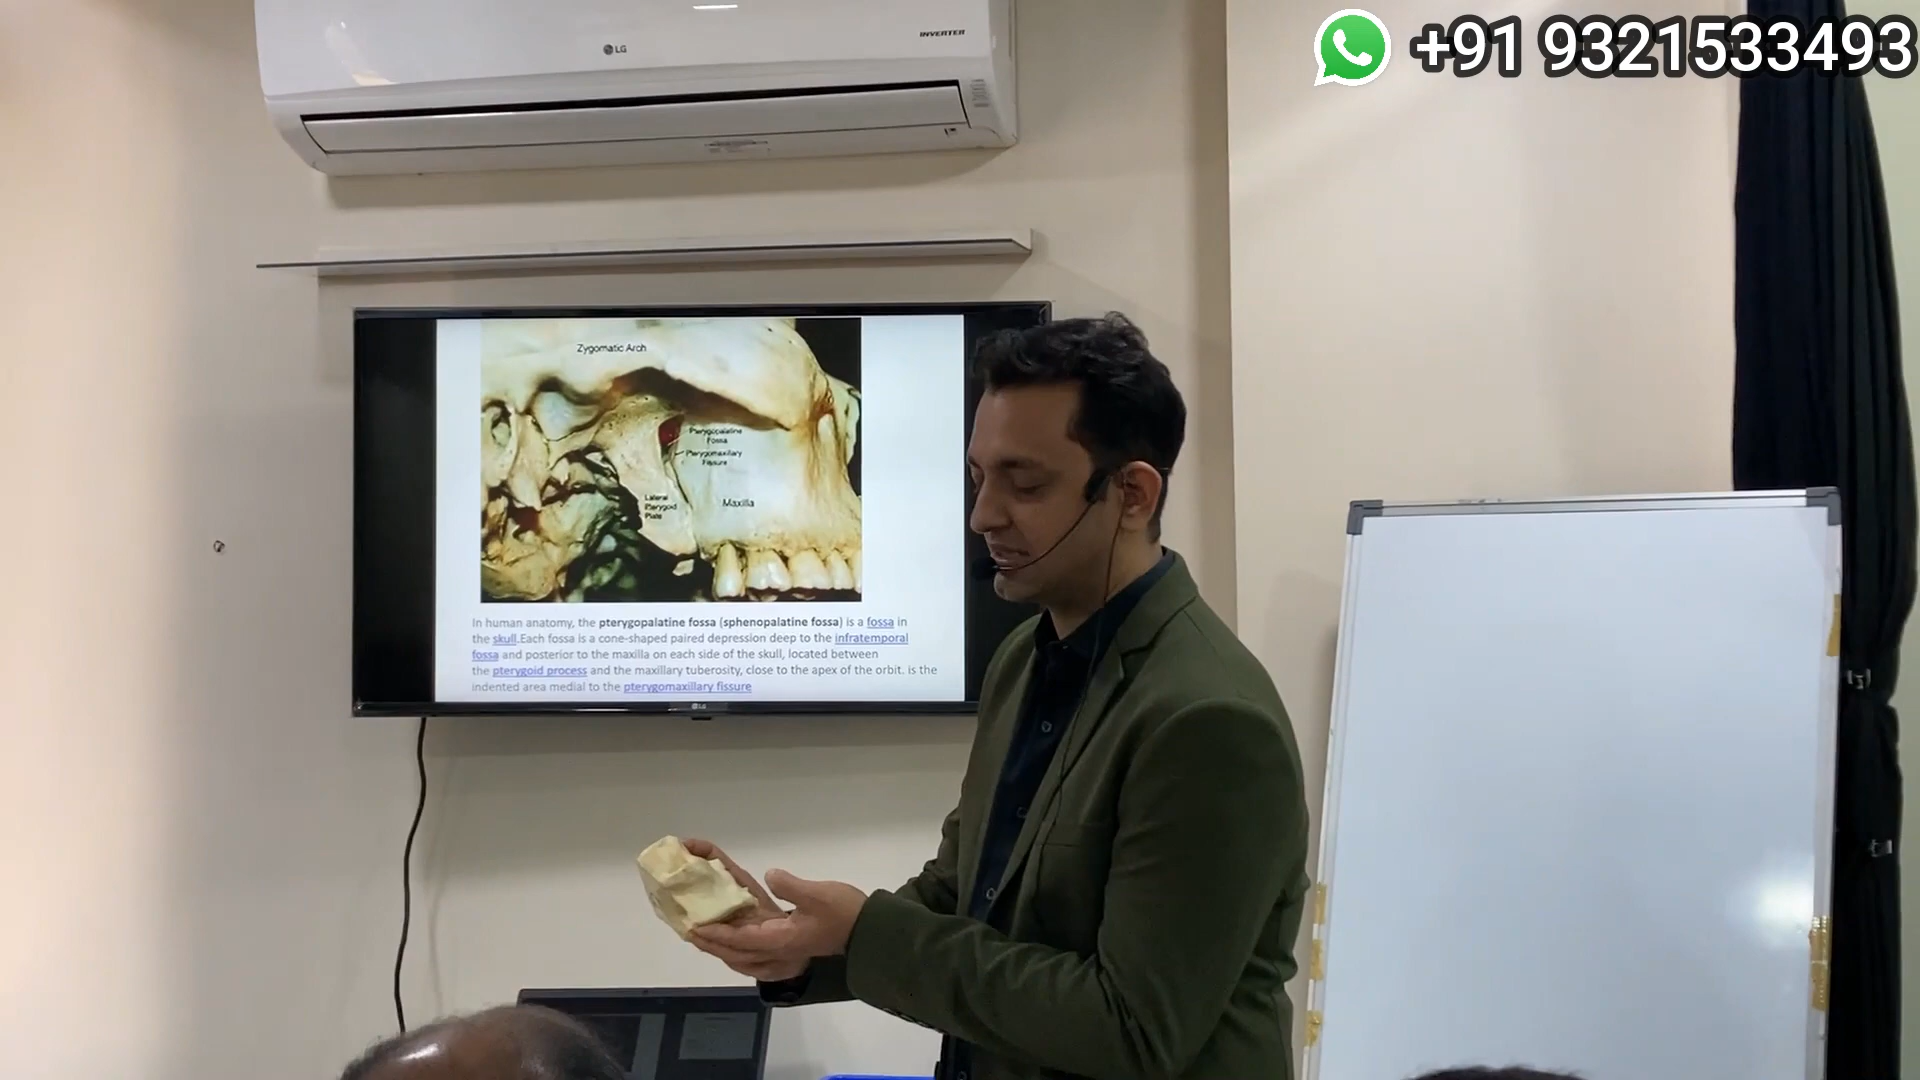 LG
INVERTER
+91 9321533493
Zygomatic Arch
Pterygopalatine
Fossa
Pterygomaxillary
Fissure
Lateral
Pterygoid
Plate
Maxilla
In human anatomy, the pterygopalatine fossa (sphenopalatine fossa) is a fossa in
the skull.Each fossa is a cone-shaped paired depression deep to the infratemporal
fossa and posterior to the maxilla on each side of the skull, located between
the pterygoid process and the maxillary tuberosity, close to the apex of the orbit. is the
indented area medial to the pterygomaxillary fissure
LG